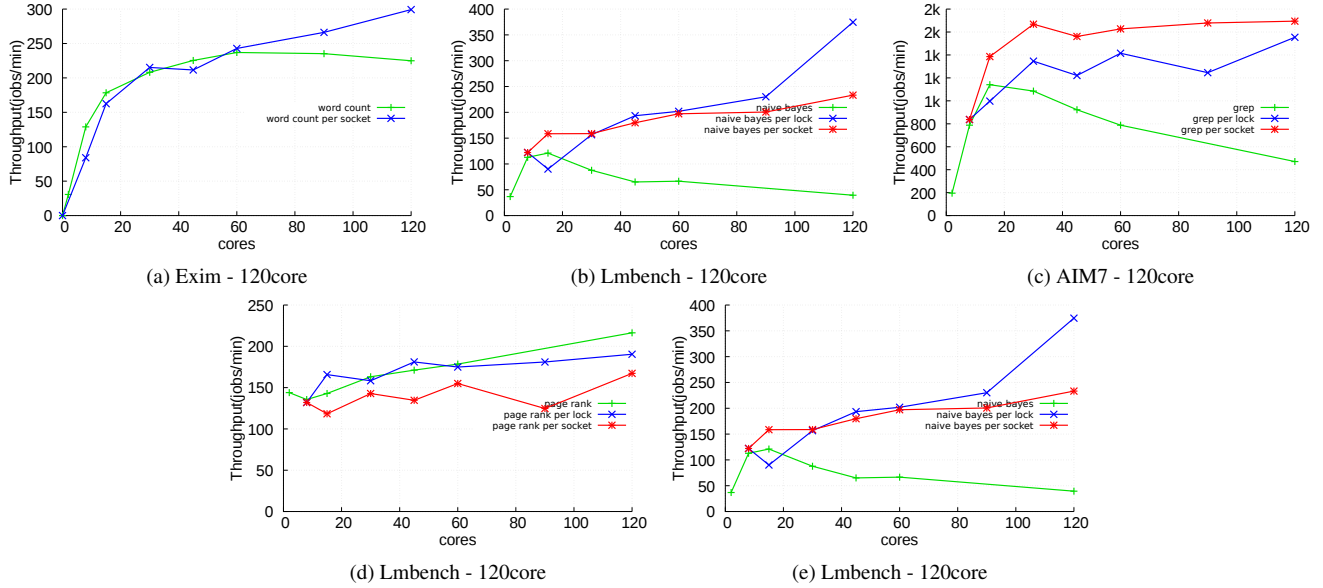 300
250
200
150
100
50
0
Throughput(jobs/min)
word count
word count per socket
0 20 40 60 80 100 120
cores
(a) Exim - 120core
400
350
300
250
200
150
100
50
0
Throughput(jobs/min)
naive bayes
naive bayes per lock
naive bayes per socket
0 20 40 60 80 100 120
cores
(b) Lmbench - 120core
2k
1k
1k
1k
1k
800
600
400
200
2k
Throughput(jobs/min)
grep
grep per lock
grep per socket
0 20 40 60 80 100 120
cores
(c) AIM7 - 120core
250
200
150
100
50
0
Throughput(jobs/min)
page rank
page rank per lock
page rank per socket
0 20 40 60 80 100 120
cores
(d) Lmbench - 120core
400
350
300
250
200
150
100
50
0
Throughput(jobs/min)
naive bayes
naive bayes per lock
naive bayes per socket
0 20 40 60 80 100 120
cores
(e) Lmbench - 120core